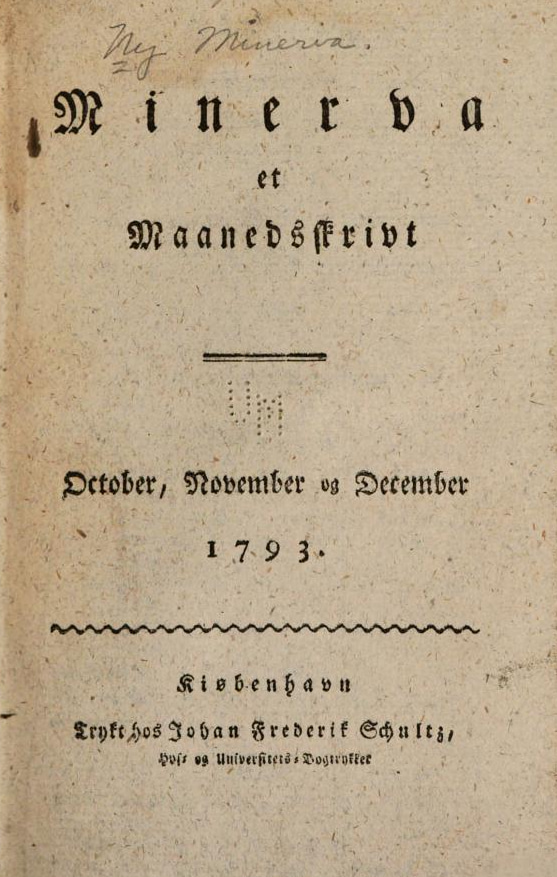 Ny Minerva.
Minerva
et
Maanedsskrivt
UM
October, November og December
1793.
Kiøbenhavn
Trykt hos Johan Frederik Schultz,
Hof- og Universitets-Bogtrykker